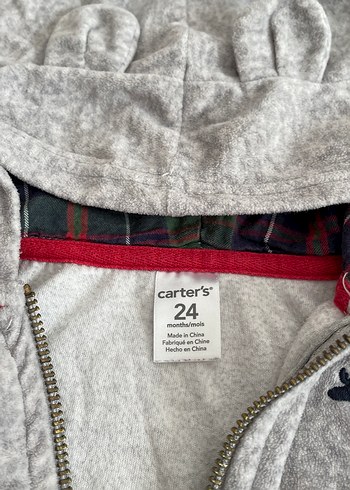 carter's®
24
months/mois
Made in China
Fabriqué en Chine
Hecho en China